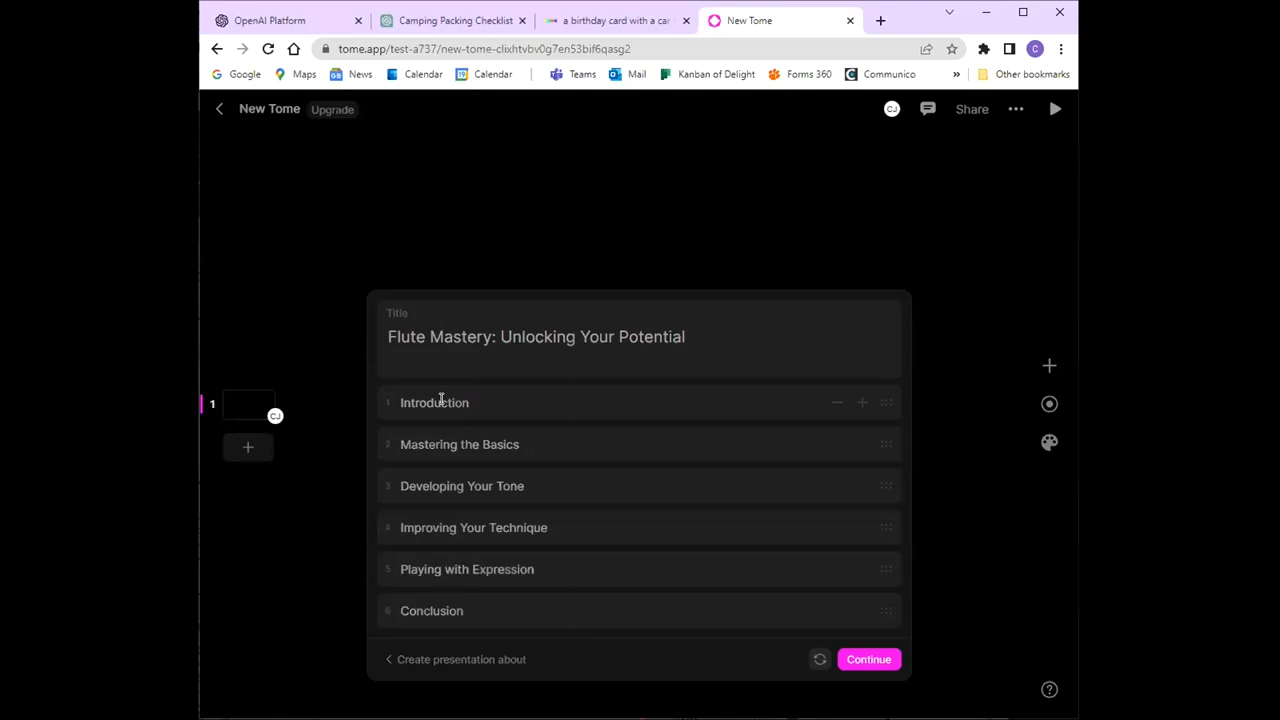 OpenAI Platform
Camping Packing Checklist
a birthday card with a car
New Tome
tome.app/test-a737/new-tome-clixhtvbv0g7en53bif6qasg2
C
Google
Maps
News
Calendar
Calendar
Teams
Mail
Kanban of Delight
Forms 360
Communico
»
Other bookmarks
New Tome
Upgrade
CJ
Share
Title
Flute Mastery: Unlocking Your Potential
1 Introduction
2 Mastering the Basics
3 Developing Your Tone
4 Improving Your Technique
5 Playing with Expression
6 Conclusion
1
CJ
Create presentation about
Continue
?